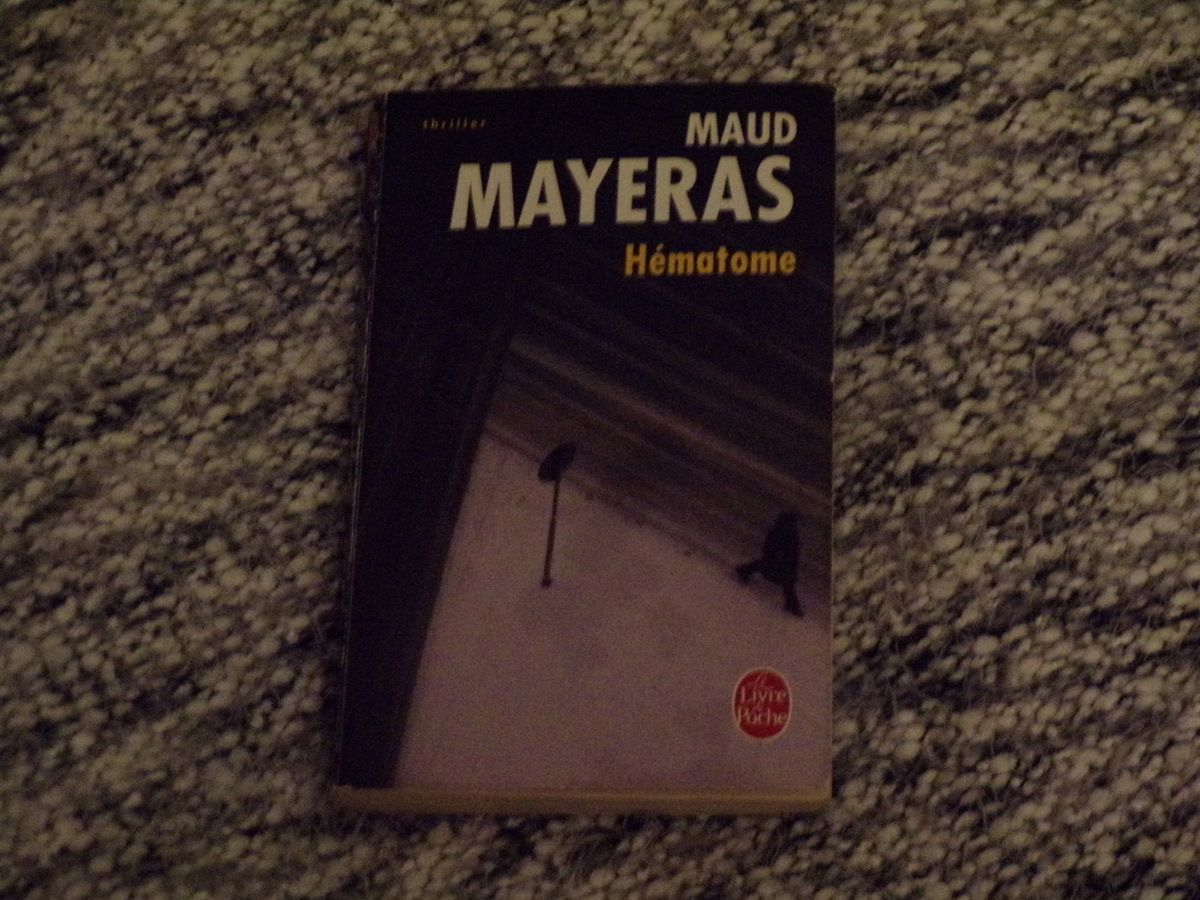 thriller
MAUD
MAYERAS
Hématome
Le
Livre
de
Poche